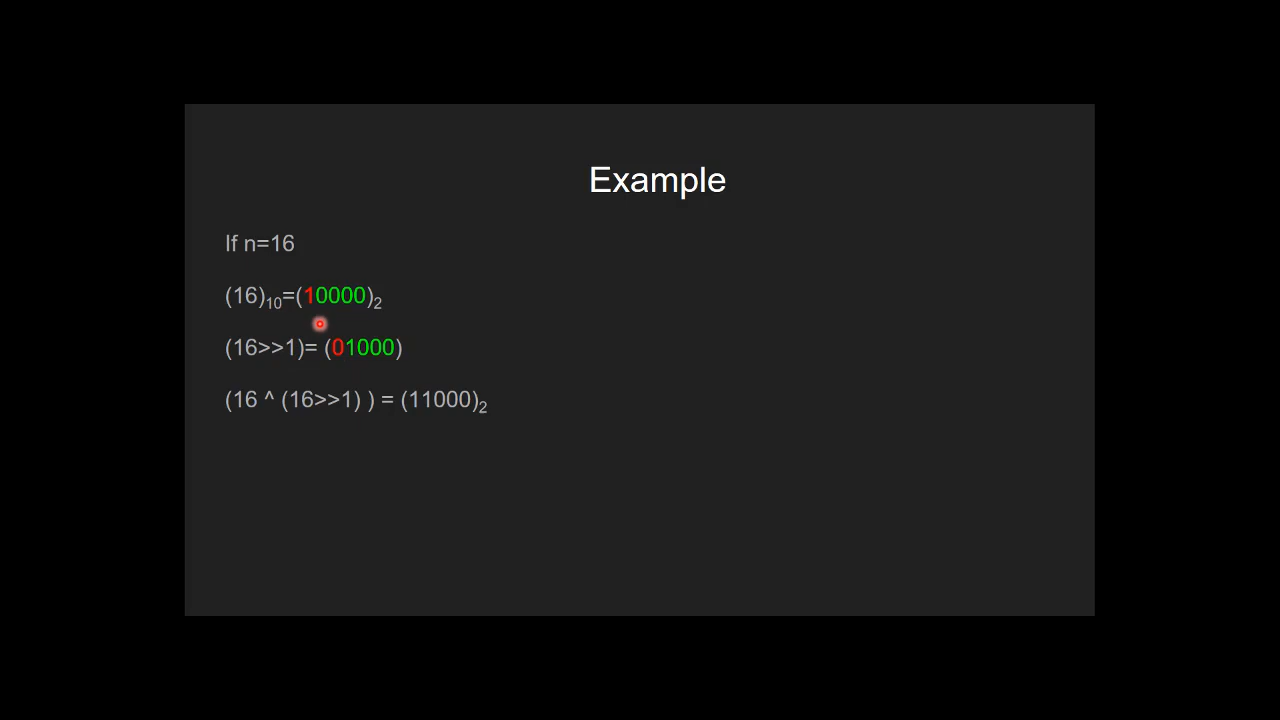 Example
If n=16
(16)₁₀=(10000)₂
(16>>1)= (01000)
(16 ^ (16>>1) ) = (11000)₂